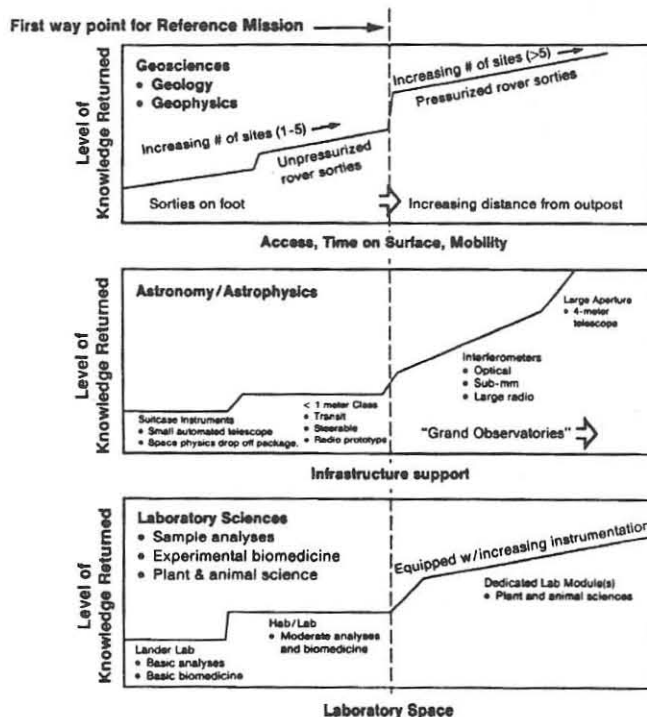 First way point for Reference Mission
Level of
Knowledge Returned
Geosciences
• Geology
• Geophysics
Increasing # of sites (1-5)
Unpressurized
rover sorties
Sorties on foot
Increasing # of sites (>5)
Pressurized rover sorties
Increasing distance from outpost
Access, Time on Surface, Mobility
Level of
Knowledge Returned
Astronomy/Astrophysics
Suitcase Instruments
• Small automated telescope
• Space physics drop off package.
< 1 meter Class
• Transit
• Steerable
• Radio prototype
Interferometers
• Optical
• Sub-mm
• Large radio
Large Aperture
• 4-meter
telescope
"Grand Observatories"
Infrastructure support
Level of
Knowledge Returned
Laboratory Sciences
• Sample analyses
• Experimental biomedicine
• Plant & animal science
Lander Lab
• Basic analyses
• Basic biomedicine
Hab/Lab
• Moderate analyses
and biomedicine
Equipped w/increasing instrumentation
Dedicated Lab Module(s)
• Plant and animal sciences
Laboratory Space